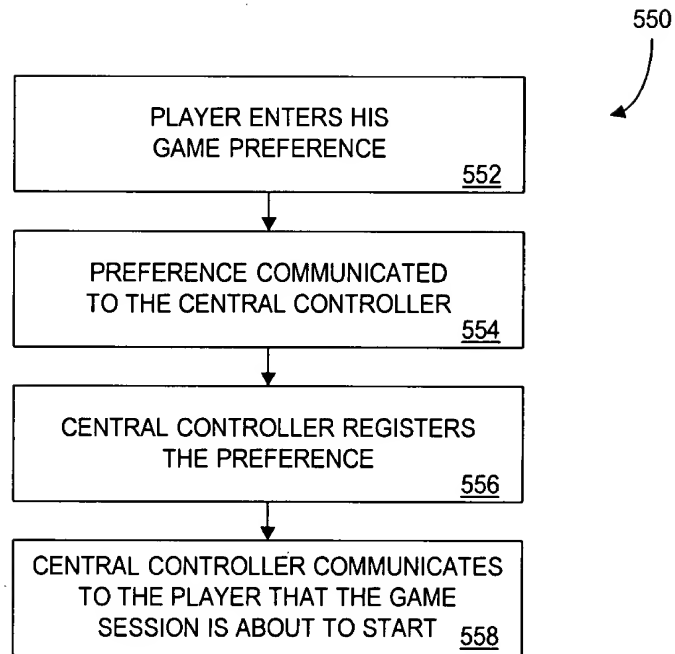 550
PLAYER ENTERS HIS
GAME PREFERENCE
552
PREFERENCE COMMUNICATED
TO THE CENTRAL CONTROLLER
554
CENTRAL CONTROLLER REGISTERS
THE PREFERENCE
556
CENTRAL CONTROLLER COMMUNICATES
TO THE PLAYER THAT THE GAME
SESSION IS ABOUT TO START
558